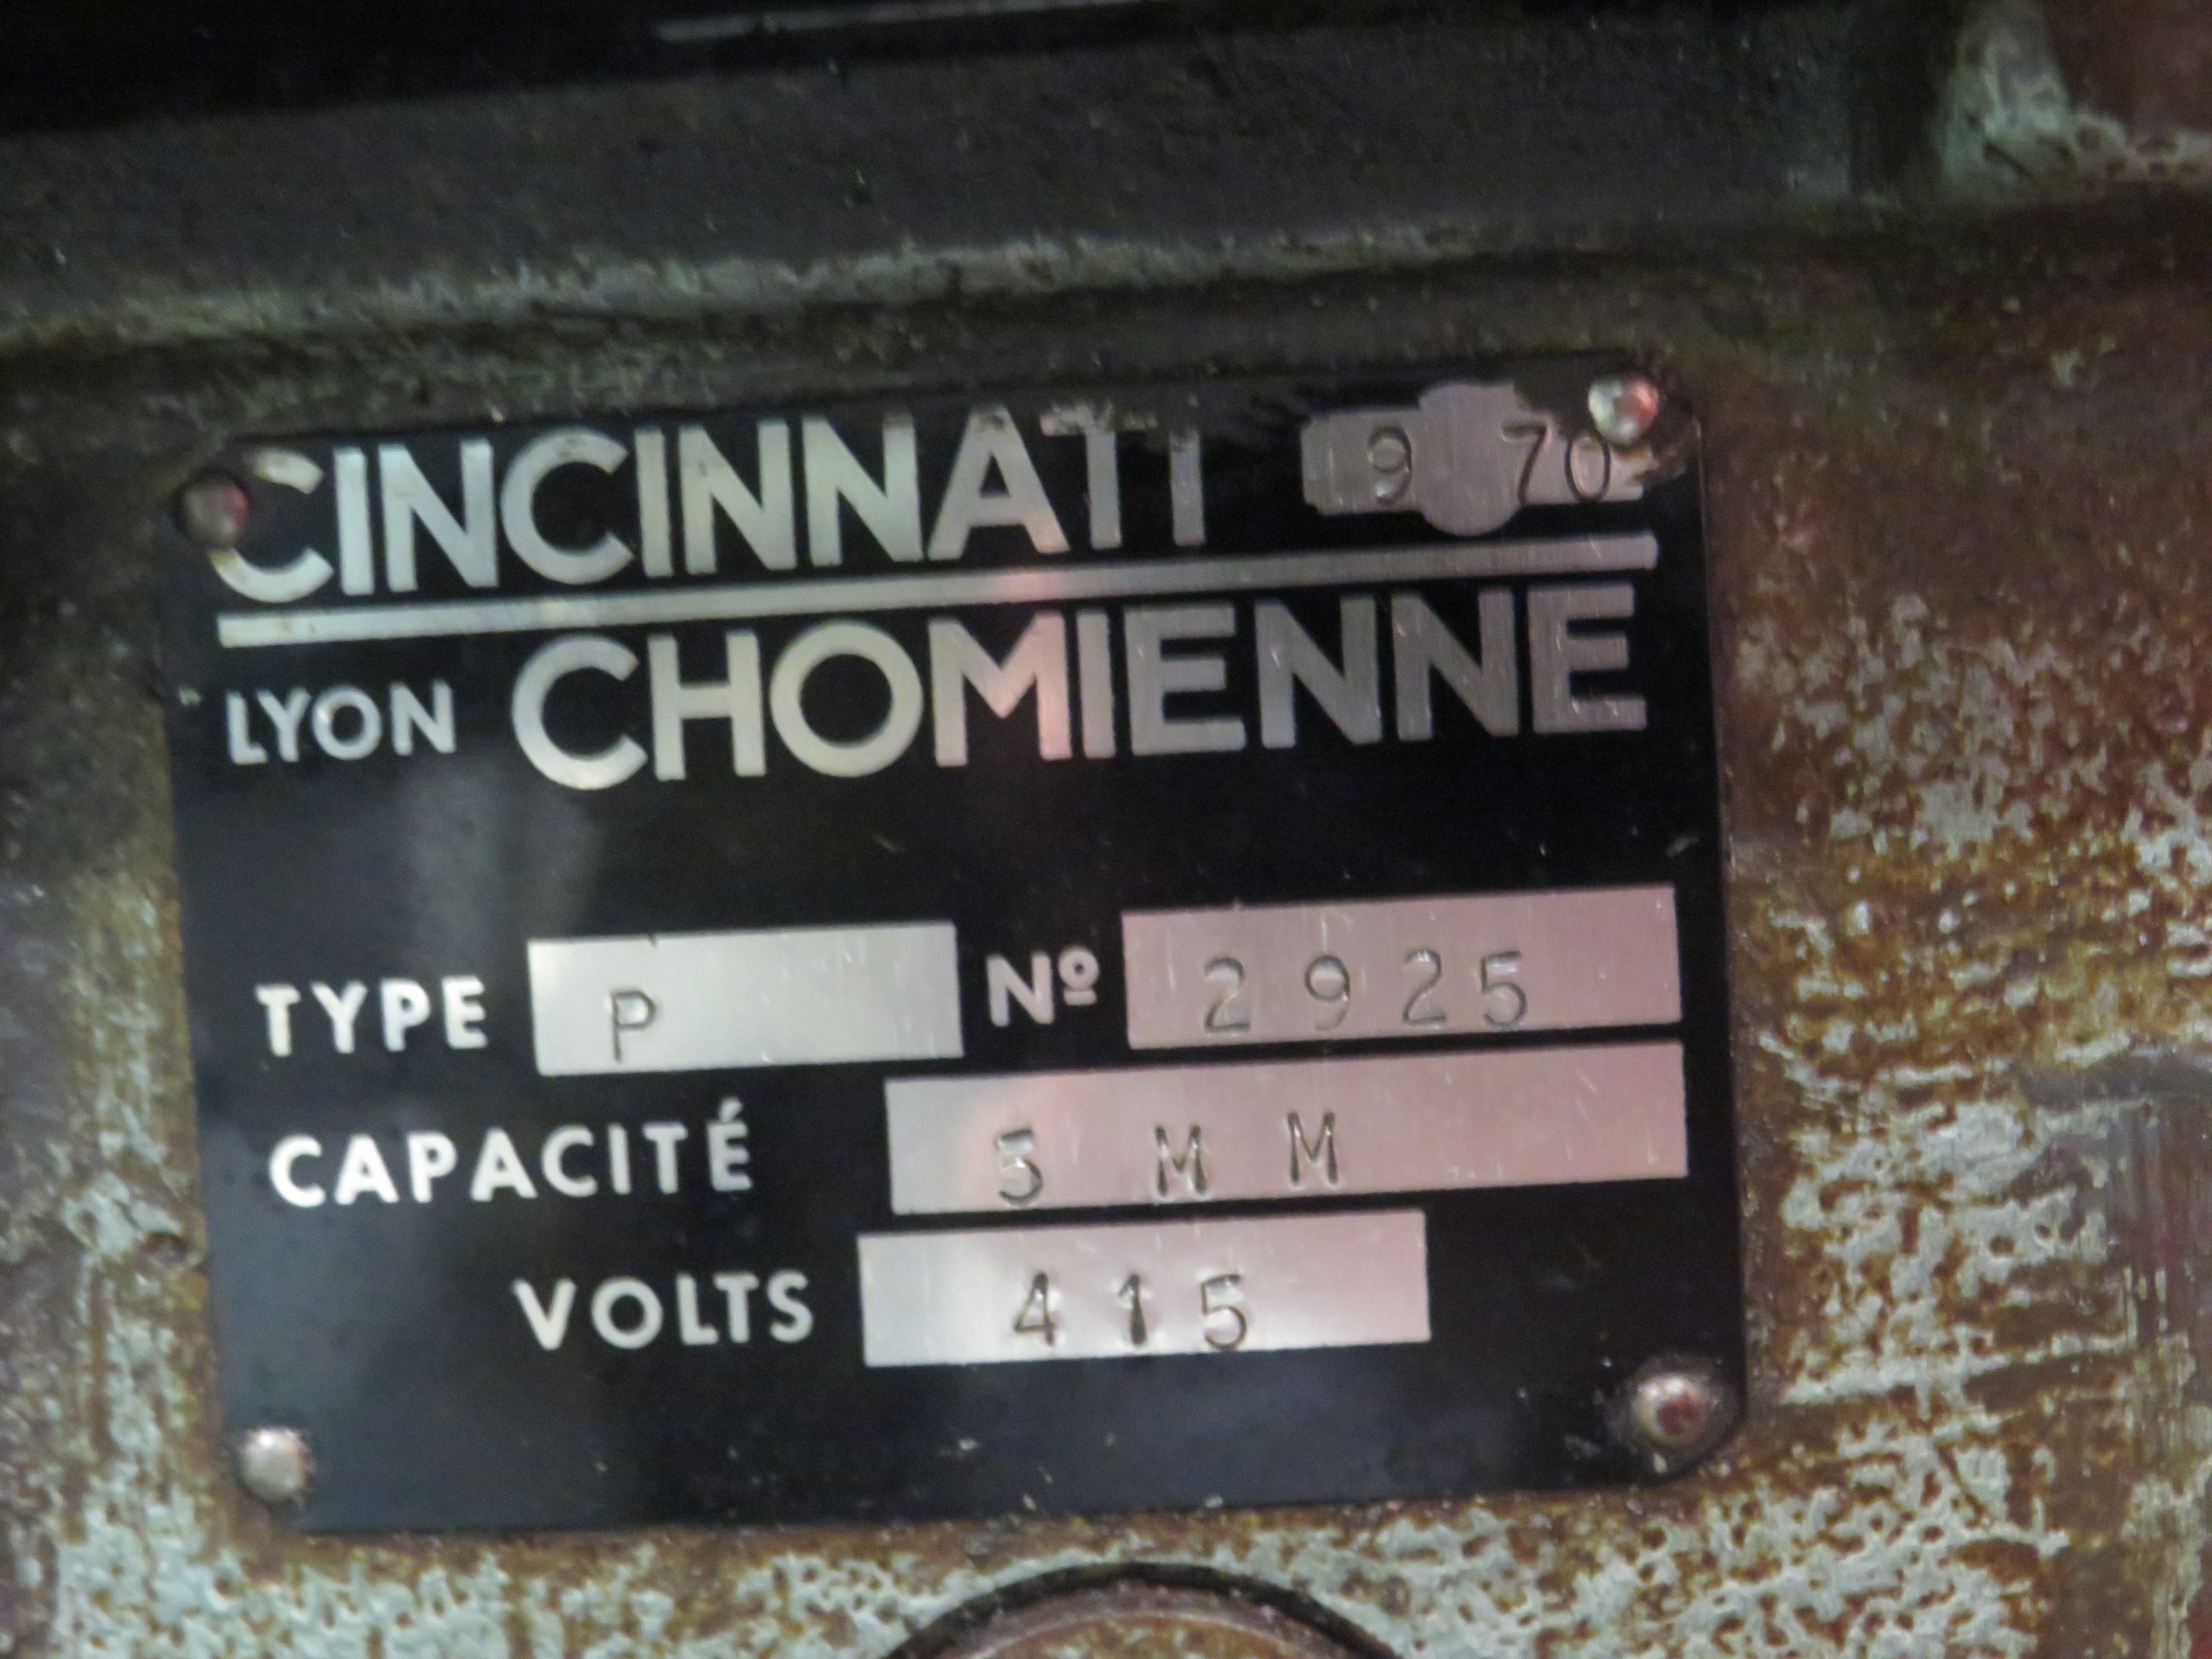 CINCINNATI 9 70
LYON CHOMIENNE
TYPE P Nº 2925
CAPACITÉ 5 MM
VOLTS 415